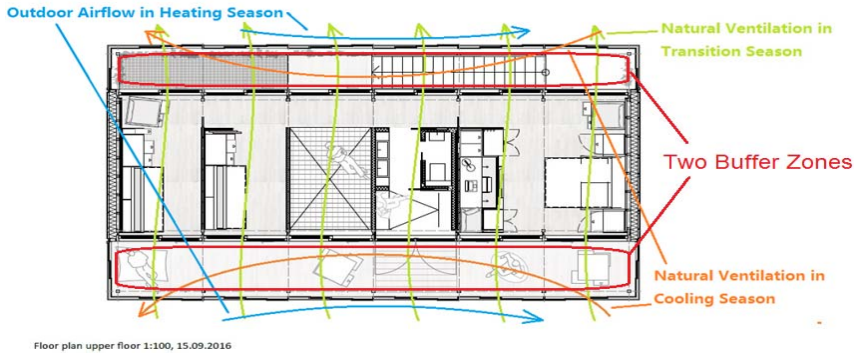 Outdoor Airflow in Heating Season
Natural Ventilation in
Transition Season
Two Buffer Zones
Natural Ventilation in
Cooling Season
Floor plan upper floor 1:100, 15.09.2016